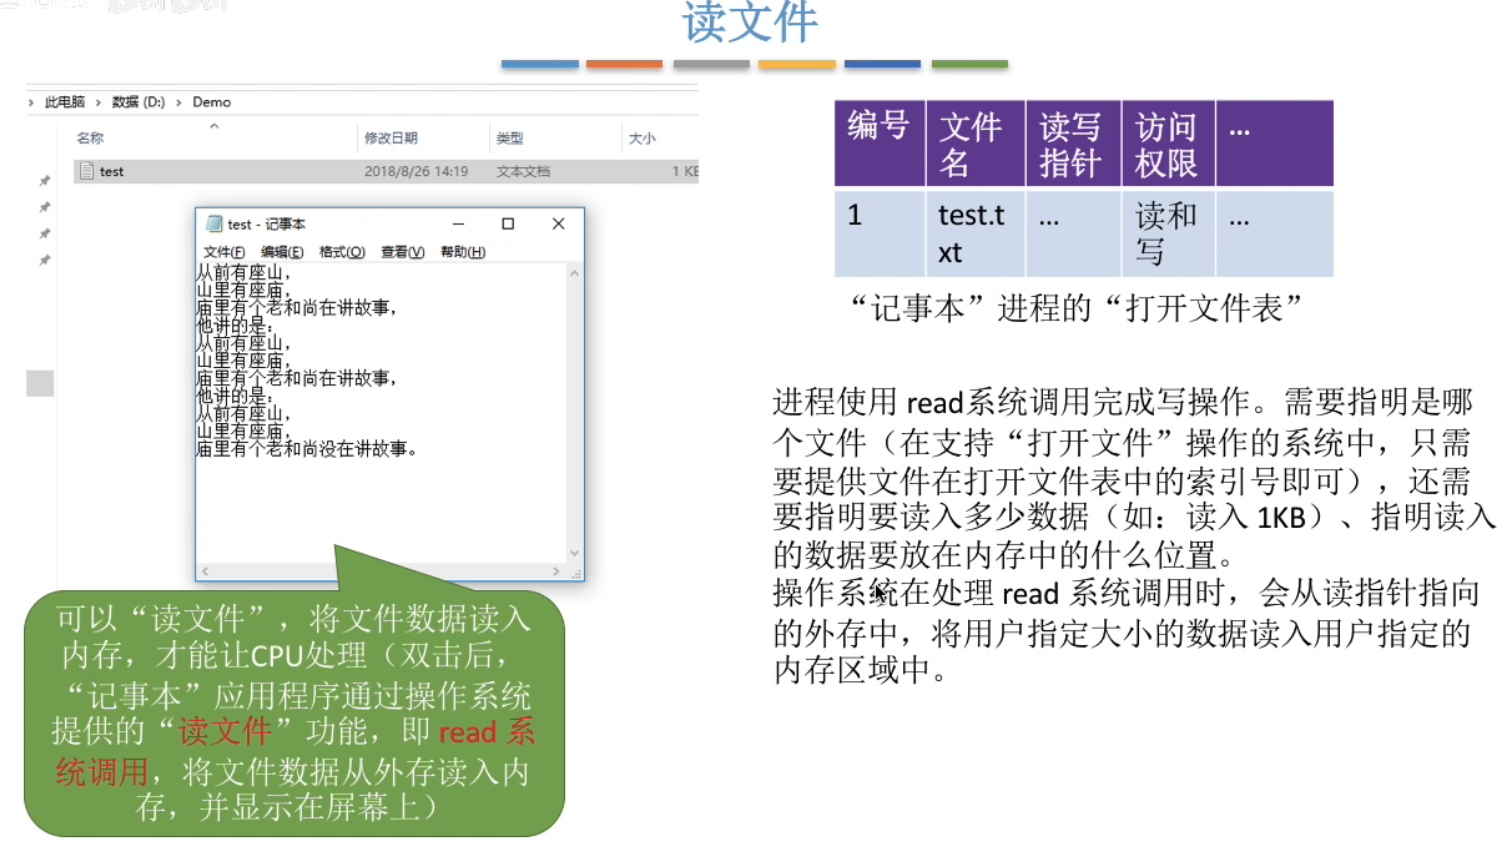 读文件
此电脑 › 数据 (D:) › Demo
名称 修改日期 类型 大小
test 2018/8/26 14:19 文本文档 1 KB
test - 记事本
文件(F) 编辑(E) 格式(O) 查看(V) 帮助(H)
从前有座山，
山里有座庙，
庙里有个老和尚在讲故事，
他讲的是：
从前有座山，
山里有座庙，
庙里有个老和尚在讲故事，
他讲的是：
从前有座山，
山里有座庙，
庙里有个老和尚没在讲故事。
可以“读文件”，将文件数据读入
内存，才能让CPU处理（双击后，
“记事本”应用程序通过操作系统
提供的“读文件”功能，即 read 系
统调用，将文件数据从外存读入内
存，并显示在屏幕上）
编号 文件名 读写指针 访问权限 ...
1 test.txt ... 读和写 ...
“记事本”进程的“打开文件表”
进程使用 read系统调用完成写操作。需要指明是哪
个文件（在支持“打开文件”操作的系统中，只需
要提供文件在打开文件表中的索引号即可），还需
要指明要读入多少数据（如：读入 1KB）、指明读入
的数据要放在内存中的什么位置。
操作系统在处理 read 系统调用时，会从读指针指向
的外存中，将用户指定大小的数据读入用户指定的
内存区域中。